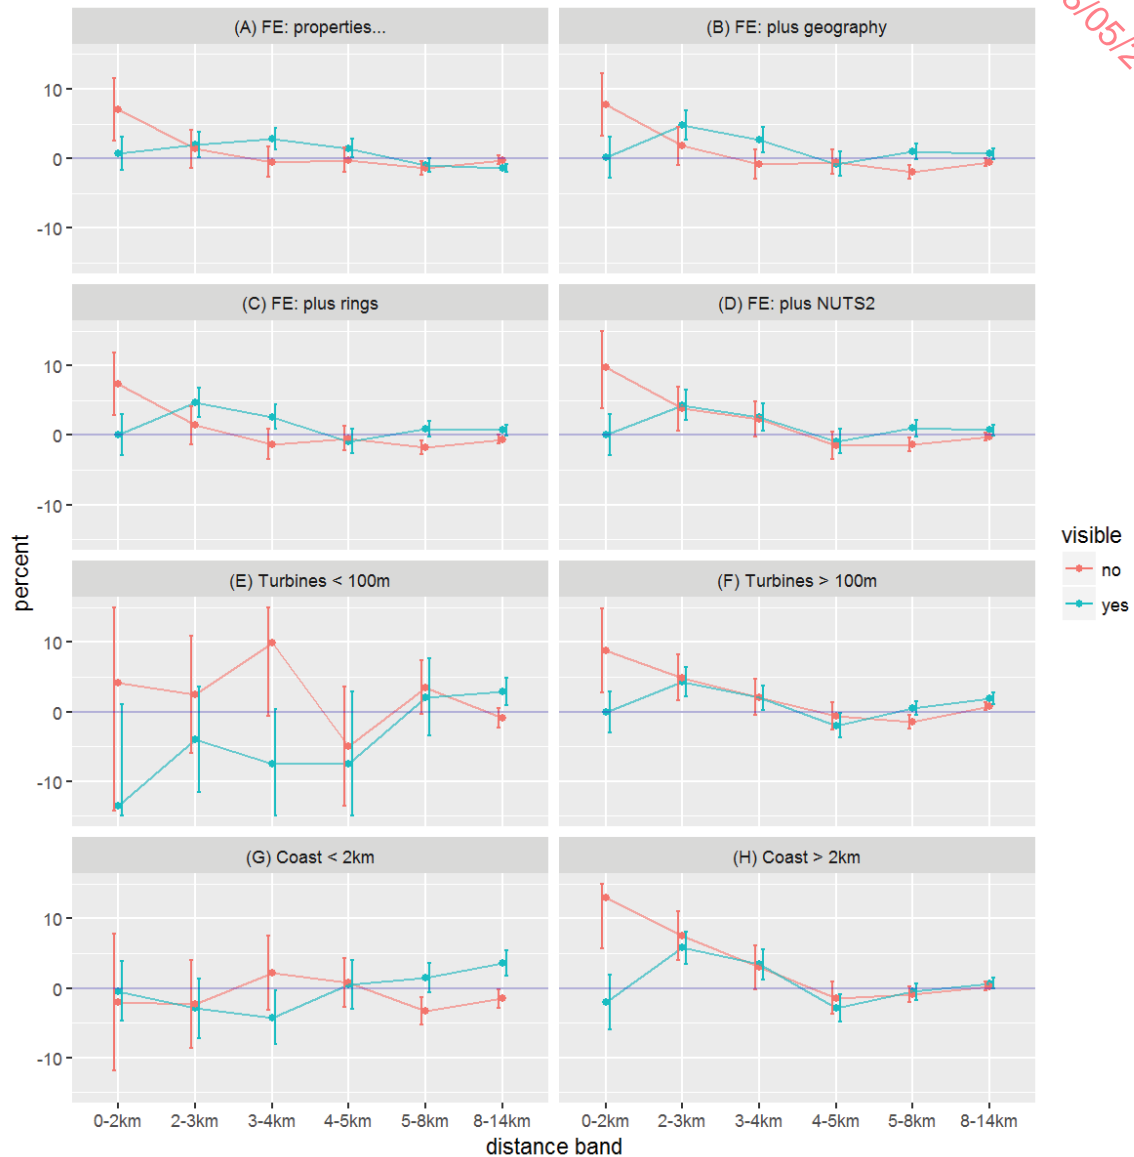 (A) FE: properties...
(B) FE: plus geography
10
0
-10
(C) FE: plus rings
(D) FE: plus NUTS2
10
0
-10
(E) Turbines < 100m
(F) Turbines > 100m
10
0
-10
(G) Coast < 2km
(H) Coast > 2km
10
0
-10
0-2km 2-3km 3-4km 4-5km 5-8km 8-14km
0-2km 2-3km 3-4km 4-5km 5-8km 8-14km
distance band
percent
visible
no
yes